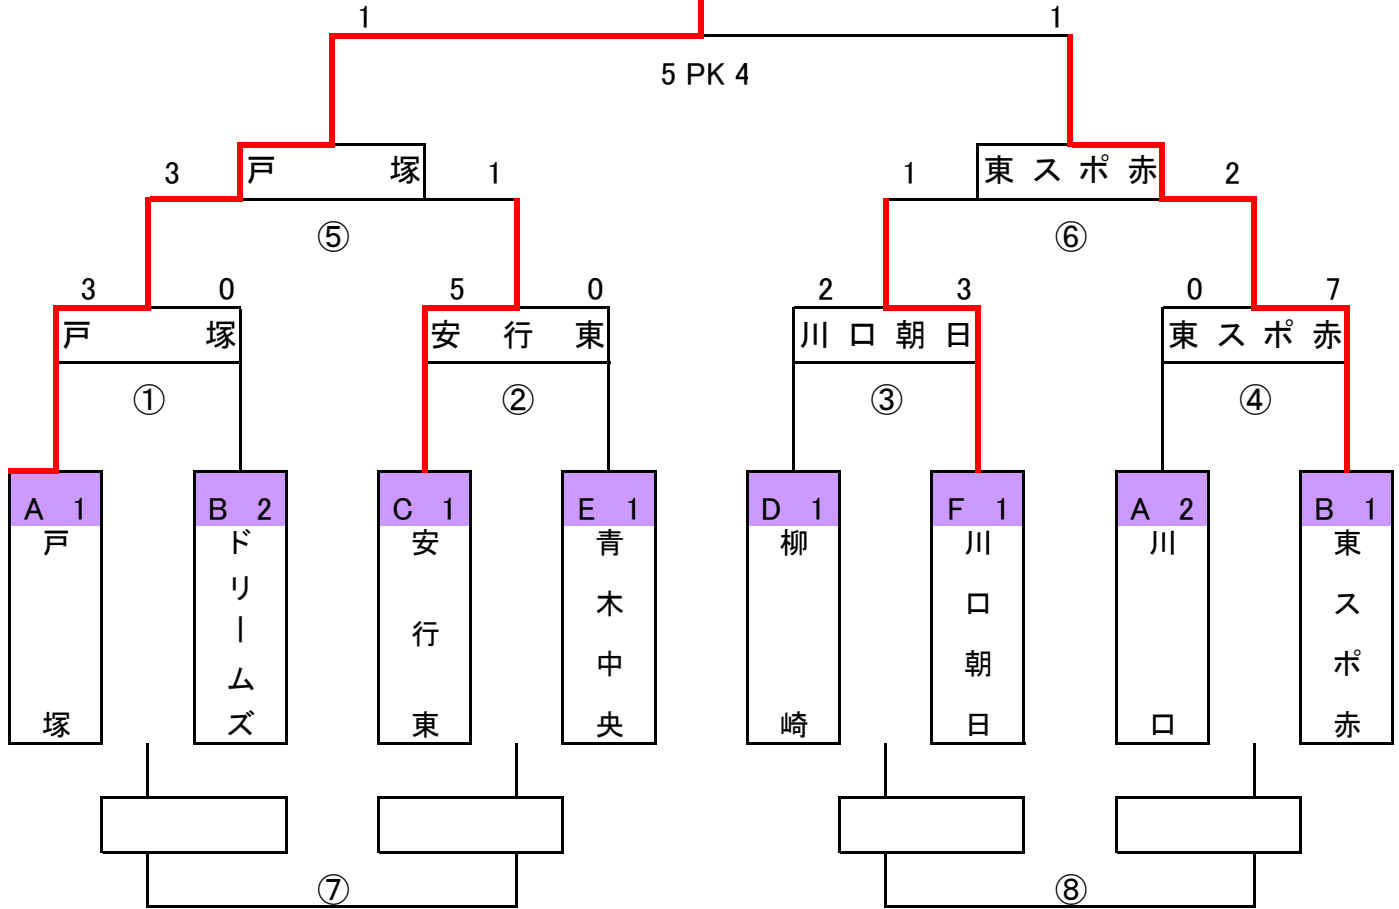 1 1
5 PK 4
3 戸塚 1 1 東スポ赤 2
⑤ ⑥
3 0 5 0 2 3 0 7
戸塚 安行東 川口朝日 東スポ赤
① ② ③ ④
A 1 B 2 C 1 E 1 D 1 F 1 A 2 B 1
戸塚
ドリームズ
安行東
青木中央
柳崎
川口朝日
川口
東スポ赤
⑦ ⑧